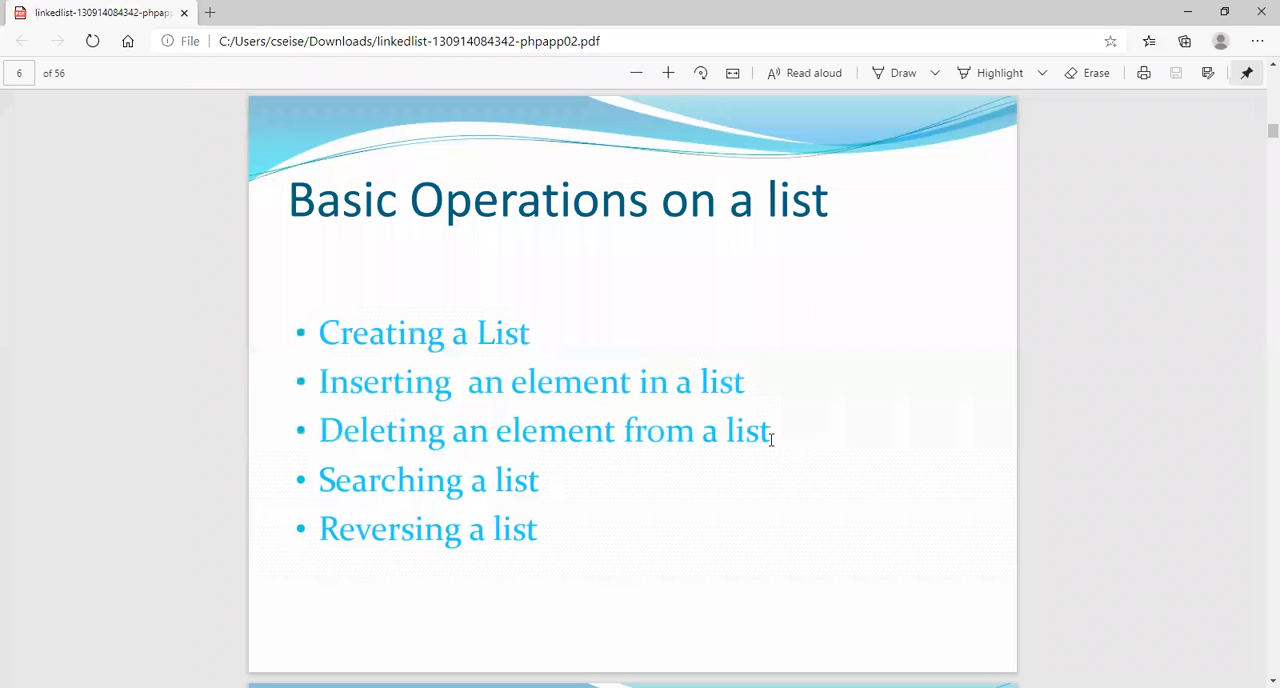 linkedlist-130914084342-phpapp
File
C:/Users/cseise/Downloads/linkedlist-130914084342-phpapp02.pdf
6 of 56
Read aloud
Draw
Highlight
Erase
Basic Operations on a list
• Creating a List
• Inserting an element in a list
• Deleting an element from a list
• Searching a list
• Reversing a list